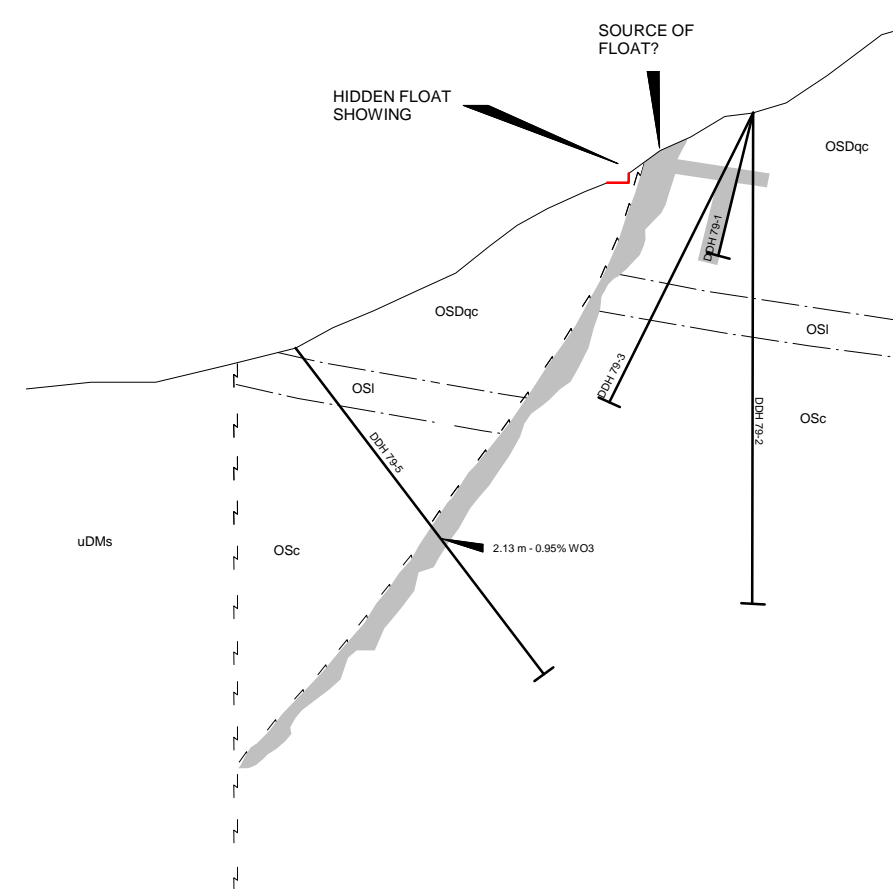 SOURCE OF
FLOAT?
HIDDEN FLOAT
SHOWING
OSDqc
DDH 79-1
OSDqc
OSl
DDH 79-3
OSl
DDH 79-2
OSc
DDH 79-5
uDMs
OSc
2.13 m - 0.95% WO3